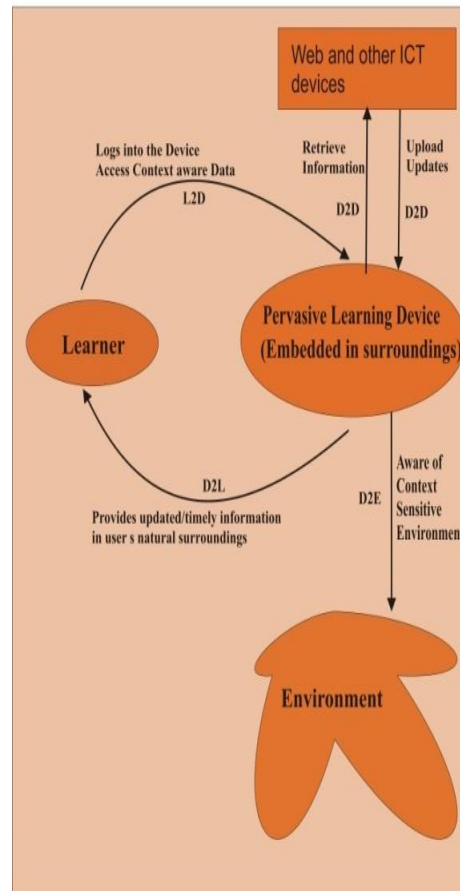 Web and other ICT
devices
Logs into the Device
Access Context aware Data
L2D
Retrieve
Information
D2D
Upload
Updates
D2D
Learner
Pervasive Learning Device
(Embedded in surroundings)
D2L
Provides updated/timely information
in user s natural surroundings
D2E
Aware of
Context
Sensitive
Environmen
Environment